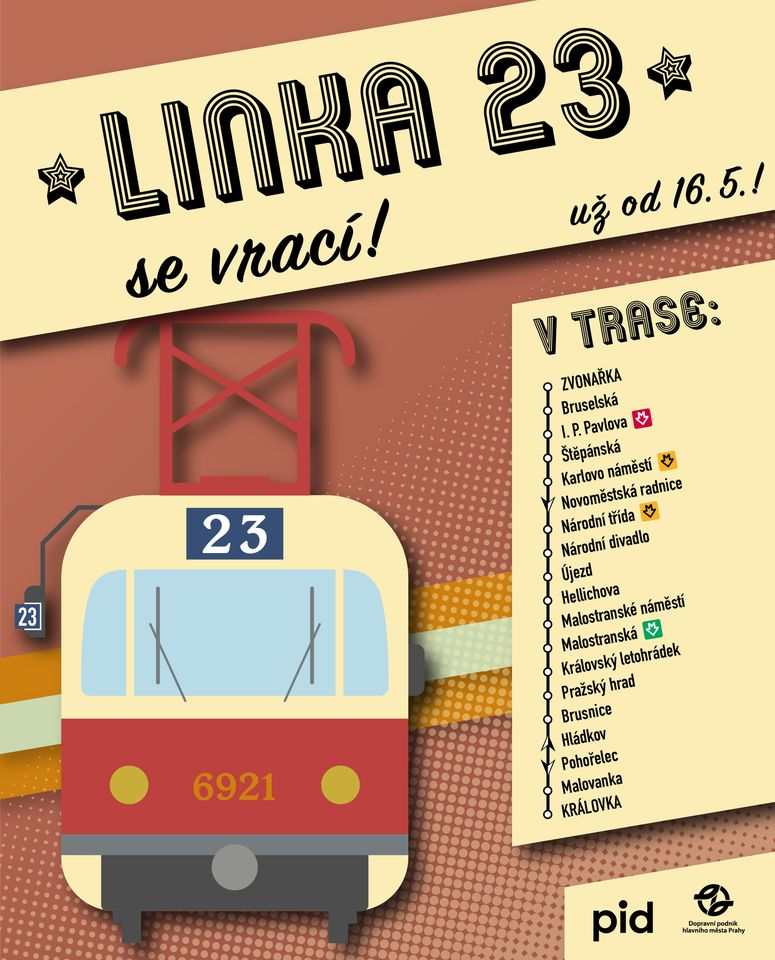 LINKA 23
se vrací!
už od 16. 5.!
V TRASE:
ZVONAŘKA
Bruselská
I. P. Pavlova
Štěpánská
Karlovo náměstí
Novoměstská radnice
Národní třída
Národní divadlo
Újezd
Hellichova
Malostranské náměstí
Malostranská
Královský letohrádek
Pražský hrad
Brusnice
Hládkov
Pohořelec
Malovanka
KRÁLOVKA
23
23
6921
pid
Dopravní podnik
hlavního města Prahy